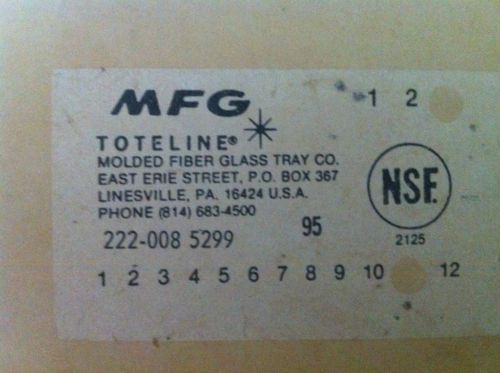 MFG
1 2
TOTELINE®
MOLDED FIBER GLASS TRAY CO.
EAST ERIE STREET, P.O. BOX 367
LINESVILLE, PA. 16424 U.S.A.
PHONE (814) 683-4500
NSF.
222-008 5299 95
2125
1 2 3 4 5 6 7 8 9 10 12